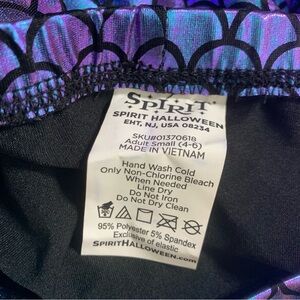 SPIRIT
SPIRIT HALLOWEEN
EHT, NJ, USA 08234
SKU#01370618
Adult Small (4-6)
MADE IN VIETNAM
Hand Wash Cold
Only Non-Chlorine Bleach
When Needed
Line Dry
Do Not Iron
Do Not Dry Clean
95% Polyester 5% Spandex
Exclusive of elastic
SPIRITHALLOWEEN.com